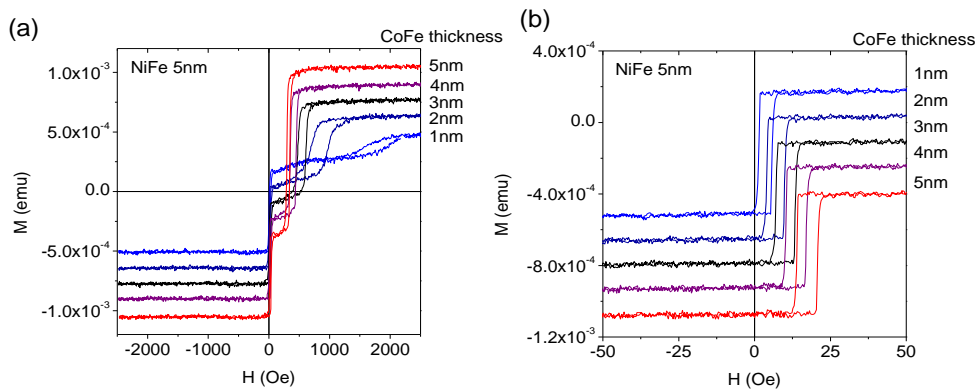 (a)
CoFe thickness
NiFe 5nm
5nm
4nm
3nm
2nm
1nm
1.0x10⁻³
5.0x10⁻⁴
0.0
-5.0x10⁻⁴
-1.0x10⁻³
M (emu)
-2000 -1000 0 1000 2000
H (Oe)
(b)
CoFe thickness
NiFe 5nm
1nm
2nm
3nm
4nm
5nm
4.0x10⁻⁴
0.0
-4.0x10⁻⁴
-8.0x10⁻⁴
-1.2x10⁻³
M (emu)
-50 -25 0 25 50
H (Oe)